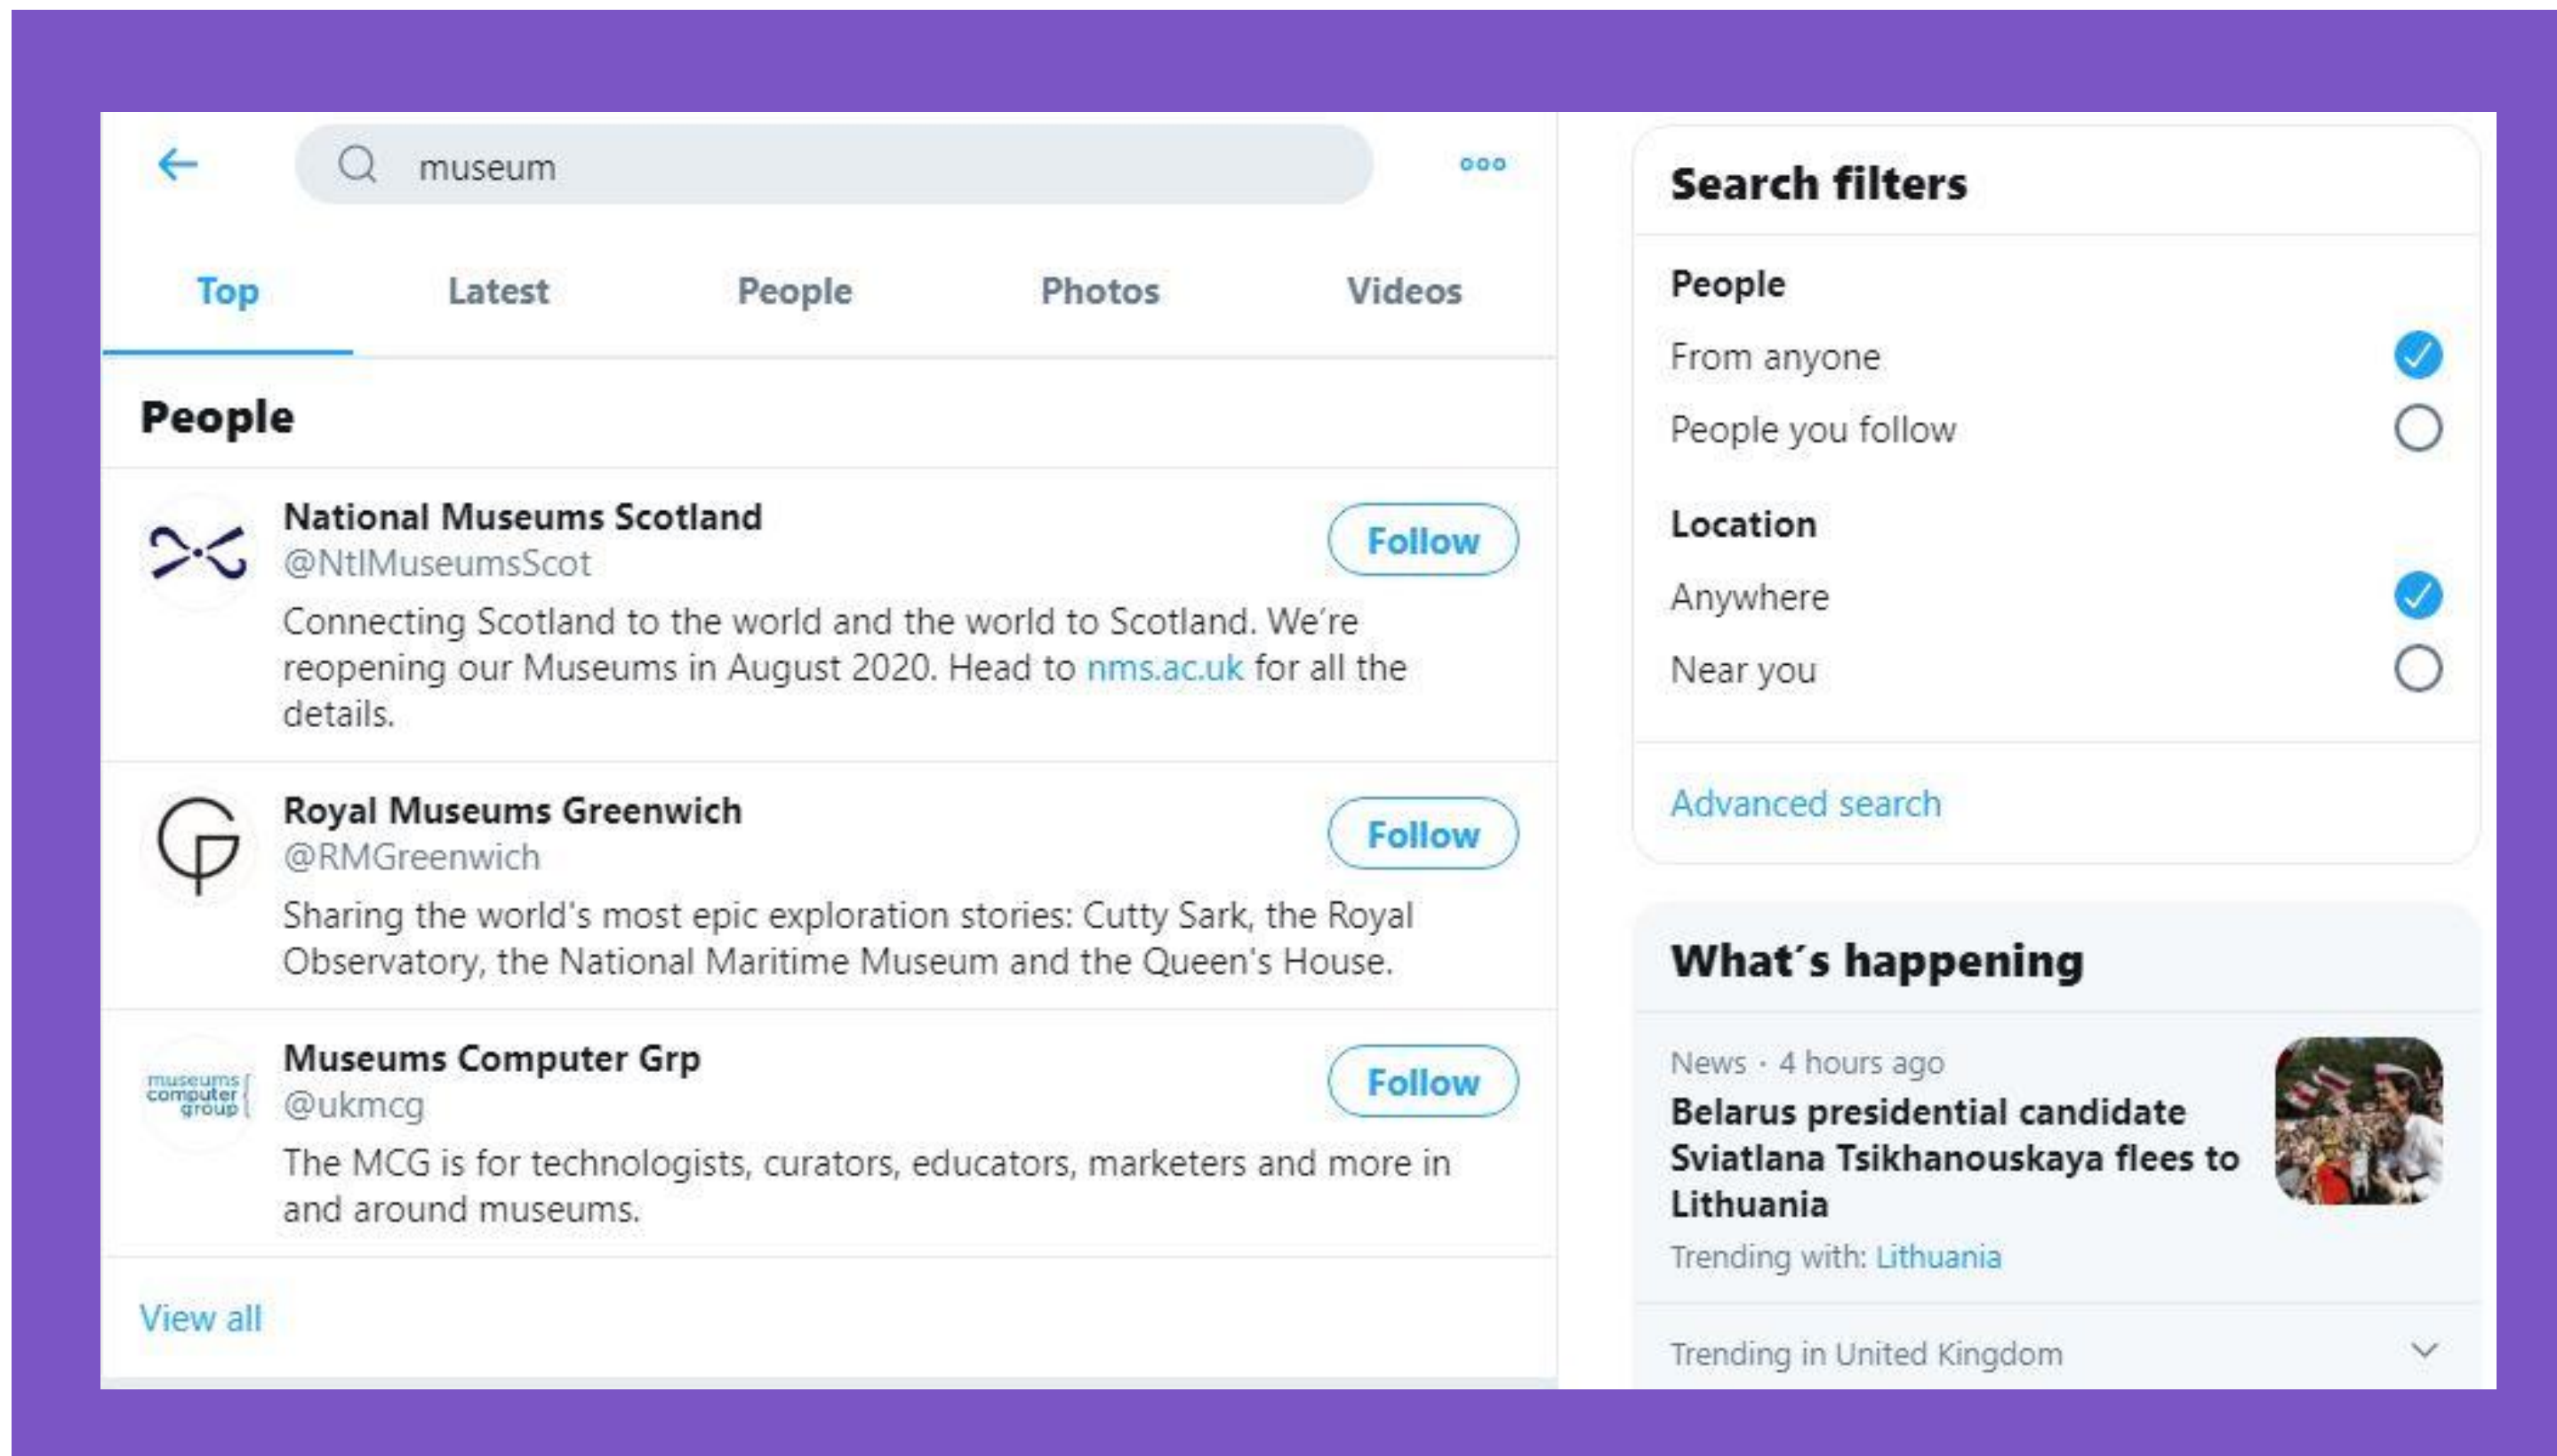 museum
Top
Latest
People
Photos
Videos
People
National Museums Scotland
@NtlMuseumsScot
Follow
Connecting Scotland to the world and the world to Scotland. We're
reopening our Museums in August 2020. Head to nms.ac.uk for all the
details.
Royal Museums Greenwich
@RMGreenwich
Follow
Sharing the world's most epic exploration stories: Cutty Sark, the Royal
Observatory, the National Maritime Museum and the Queen's House.
museums
computer
group
Museums Computer Grp
@ukmcg
Follow
The MCG is for technologists, curators, educators, marketers and more in
and around museums.
View all
Search filters
People
From anyone
People you follow
Location
Anywhere
Near you
Advanced search
What's happening
News · 4 hours ago
Belarus presidential candidate
Sviatlana Tsikhanouskaya flees to
Lithuania
Trending with: Lithuania
Trending in United Kingdom